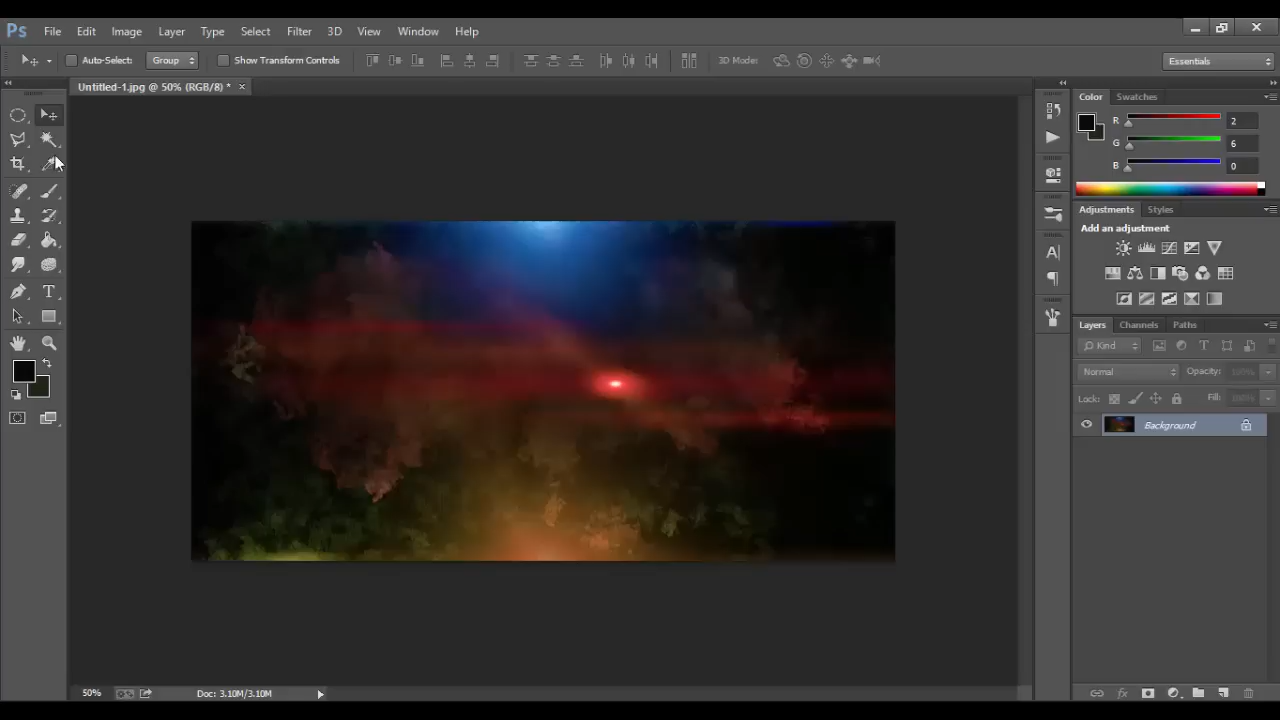 Ps File Edit Image Layer Type Select Filter 3D View Window Help
Auto-Select: Group Show Transform Controls 3D Mode: Essentials
Untitled-1.jpg @ 50% (RGB/8) * ×
Color Swatches
R 2
G 6
B 0
Adjustments Styles
Add an adjustment
Layers Channels Paths
Kind
Normal Opacity: 100%
Lock: Fill: 100%
Background
50% Doc: 3.10M/3.10M